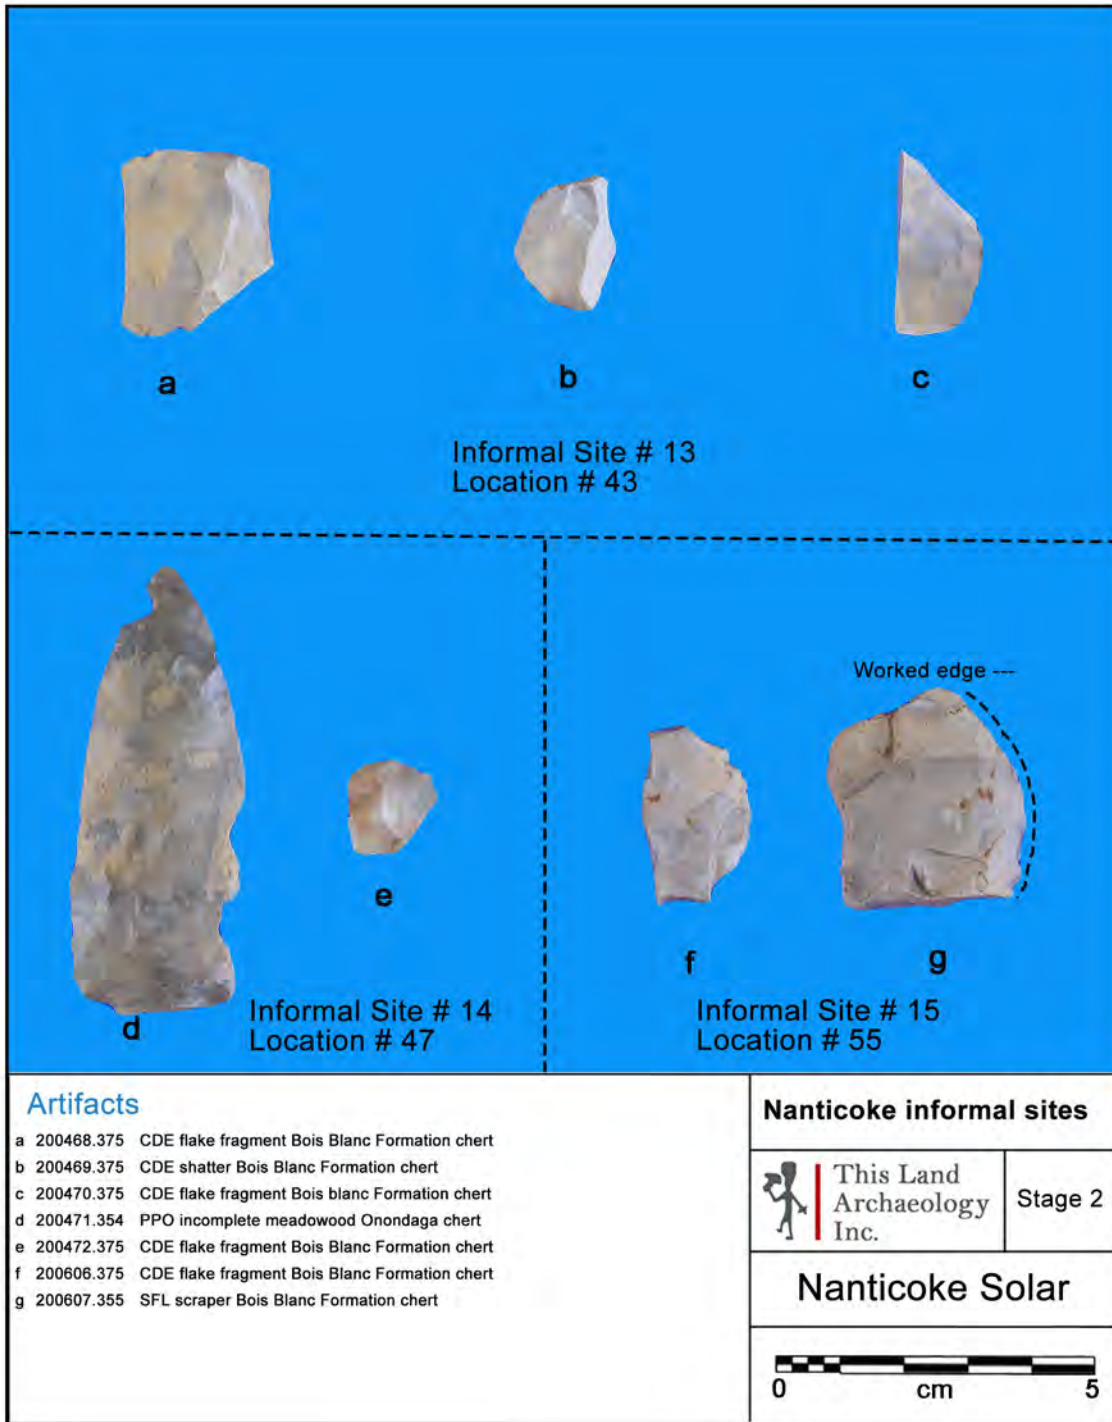 a
b
c
Informal Site # 13
Location # 43
Worked edge ---
d
e
Informal Site # 14
Location # 47
f
g
Informal Site # 15
Location # 55
Artifacts
a 200468.375 CDE flake fragment Bois Blanc Formation chert
b 200469.375 CDE shatter Bois Blanc Formation chert
c 200470.375 CDE flake fragment Bois blanc Formation chert
d 200471.354 PPO incomplete meadowood Onondaga chert
e 200472.375 CDE flake fragment Bois Blanc Formation chert
f 200606.375 CDE flake fragment Bois Blanc Formation chert
g 200607.355 SFL scraper Bois Blanc Formation chert
Nanticoke informal sites
This Land
Archaeology
Inc.
Stage 2
Nanticoke Solar
0 cm 5